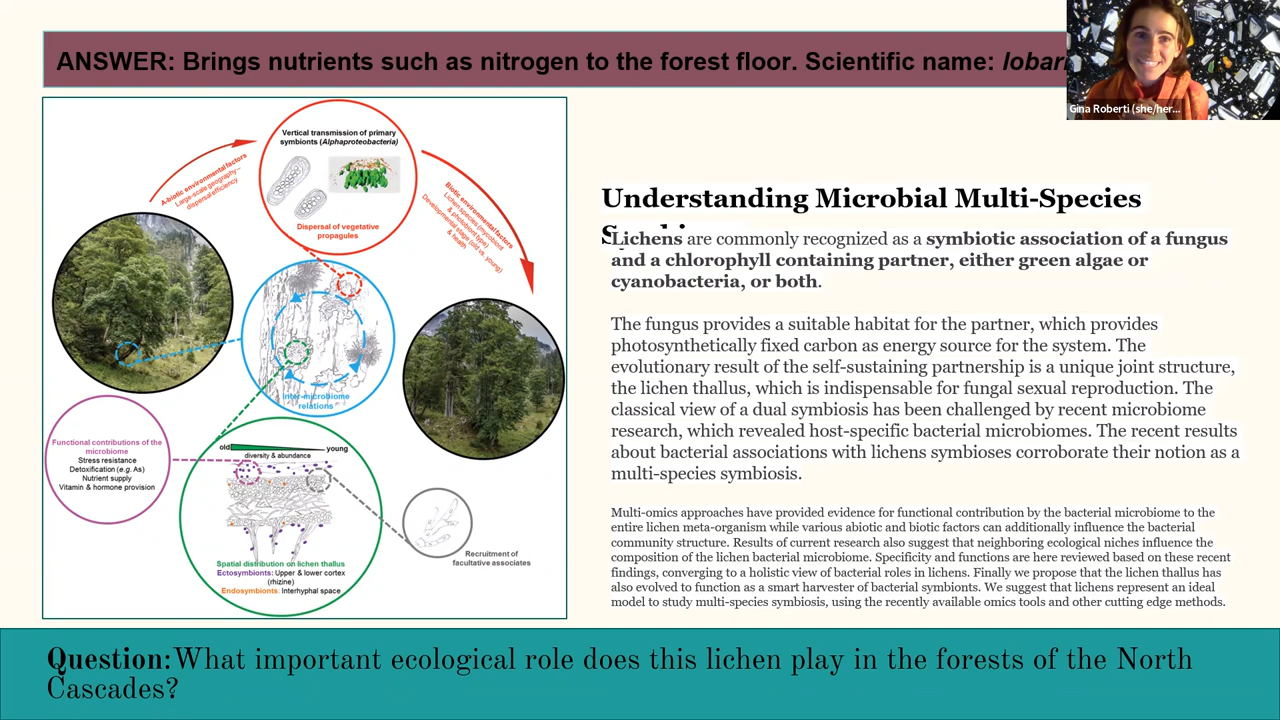 ANSWER: Brings nutrients such as nitrogen to the forest floor. Scientific name:
Gina Roberti (she/her...
Vertical transmission of primary
symbionts (Alphaproteobacteria)
Dispersal of vegetative
propagules
A-biotic environmental factors
Large-scale geography–
dispersal efficiency
Biotic environmental factors
Lichen species (mycobiont
& photobiont type)
Developmental stage (old vs. young)
& health
Inter-microbiome
relations
Functional contributions of the
microbiome
Stress resistance
Detoxification (e.g. As)
Nutrient supply
Vitamin & hormone provision
old
young
diversity & abundance
Spatial distribution on lichen thallus
Ectosymbionts: Upper & lower cortex
(rhizine)
Endosymbionts: Interhyphal space
Recruitment of
facultative associates
Understanding Microbial Multi-Species
Lichens are commonly recognized as a symbiotic association of a fungus
and a chlorophyll containing partner, either green algae or
cyanobacteria, or both.
The fungus provides a suitable habitat for the partner, which provides
photosynthetically fixed carbon as energy source for the system. The
evolutionary result of the self-sustaining partnership is a unique joint structure,
the lichen thallus, which is indispensable for fungal sexual reproduction. The
classical view of a dual symbiosis has been challenged by recent microbiome
research, which revealed host-specific bacterial microbiomes. The recent results
about bacterial associations with lichens symbioses corroborate their notion as a
multi-species symbiosis.
Multi-omics approaches have provided evidence for functional contribution by the bacterial microbiome to the
entire lichen meta-organism while various abiotic and biotic factors can additionally influence the bacterial
community structure. Results of current research also suggest that neighboring ecological niches influence the
composition of the lichen bacterial microbiome. Specificity and functions are here reviewed based on these recent
findings, converging to a holistic view of bacterial roles in lichens. Finally we propose that the lichen thallus has
also evolved to function as a smart harvester of bacterial symbionts. We suggest that lichens represent an ideal
model to study multi-species symbiosis, using the recently available omics tools and other cutting edge methods.
Question:What important ecological role does this lichen play in the forests of the North
Cascades?